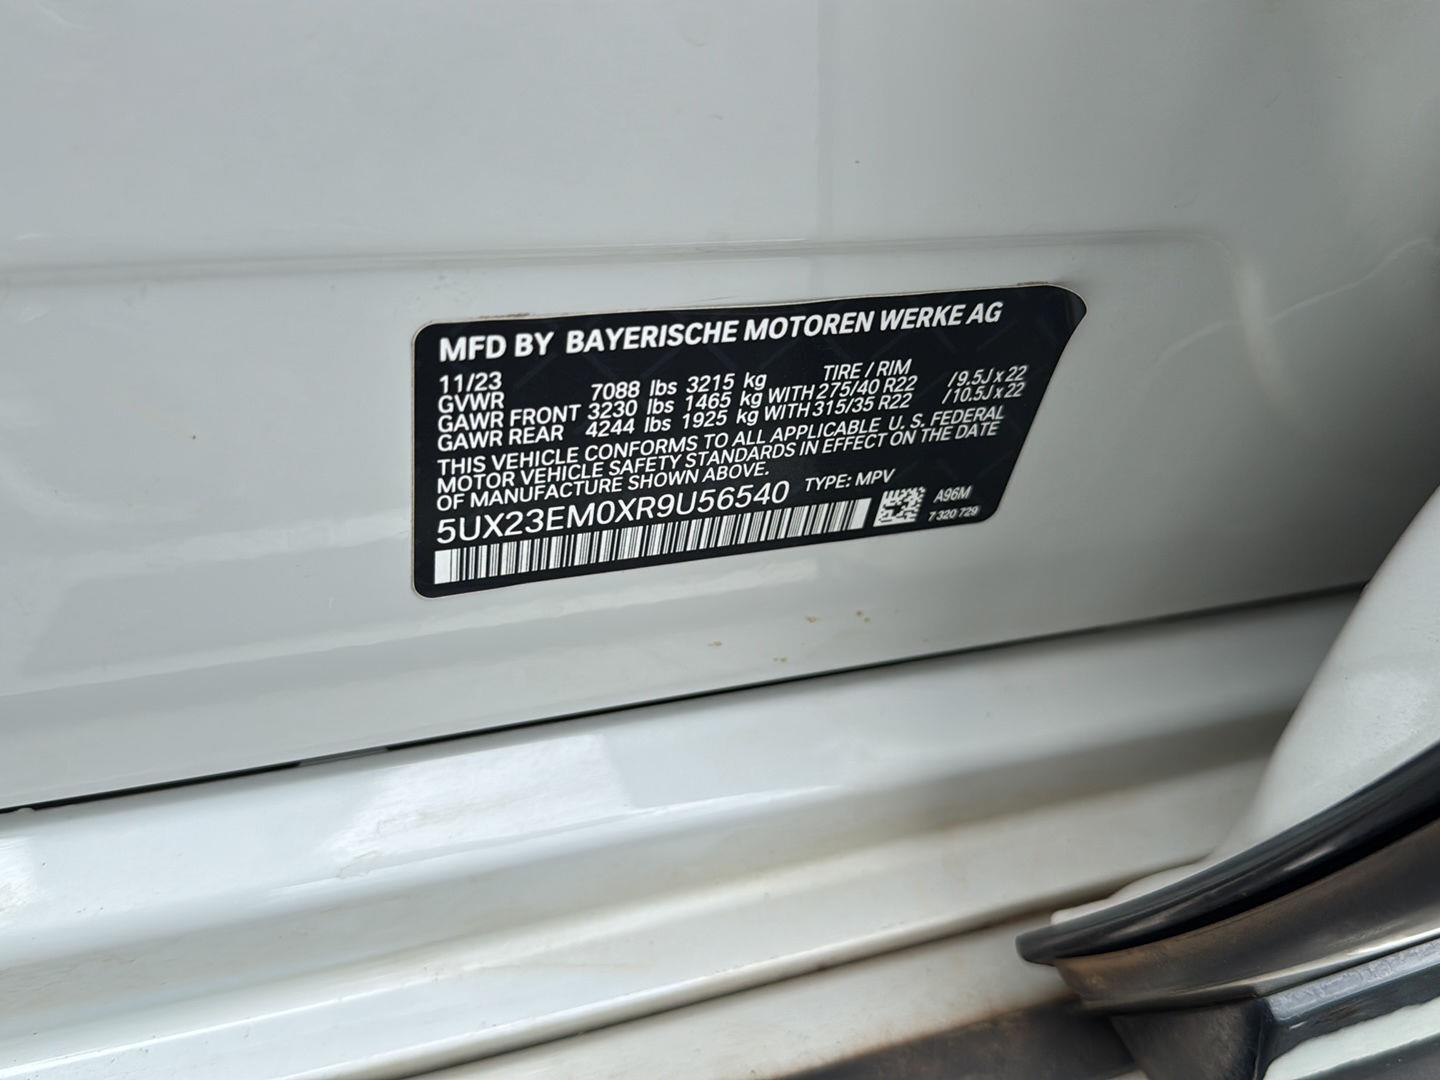 MFD BY BAYERISCHE MOTOREN WERKE AG
11/23 TIRE / RIM
GVWR 7088 lbs 3215 kg
GAWR FRONT 3230 lbs 1465 kg WITH 275/40 R22 /9.5J x 22
GAWR REAR 4244 lbs 1925 kg WITH 315/35 R22 /10.5J x 22
THIS VEHICLE CONFORMS TO ALL APPLICABLE U. S. FEDERAL
MOTOR VEHICLE SAFETY STANDARDS IN EFFECT ON THE DATE
OF MANUFACTURE SHOWN ABOVE.
5UX23EM0XR9U56540 TYPE: MPV
A96M
7 320 729